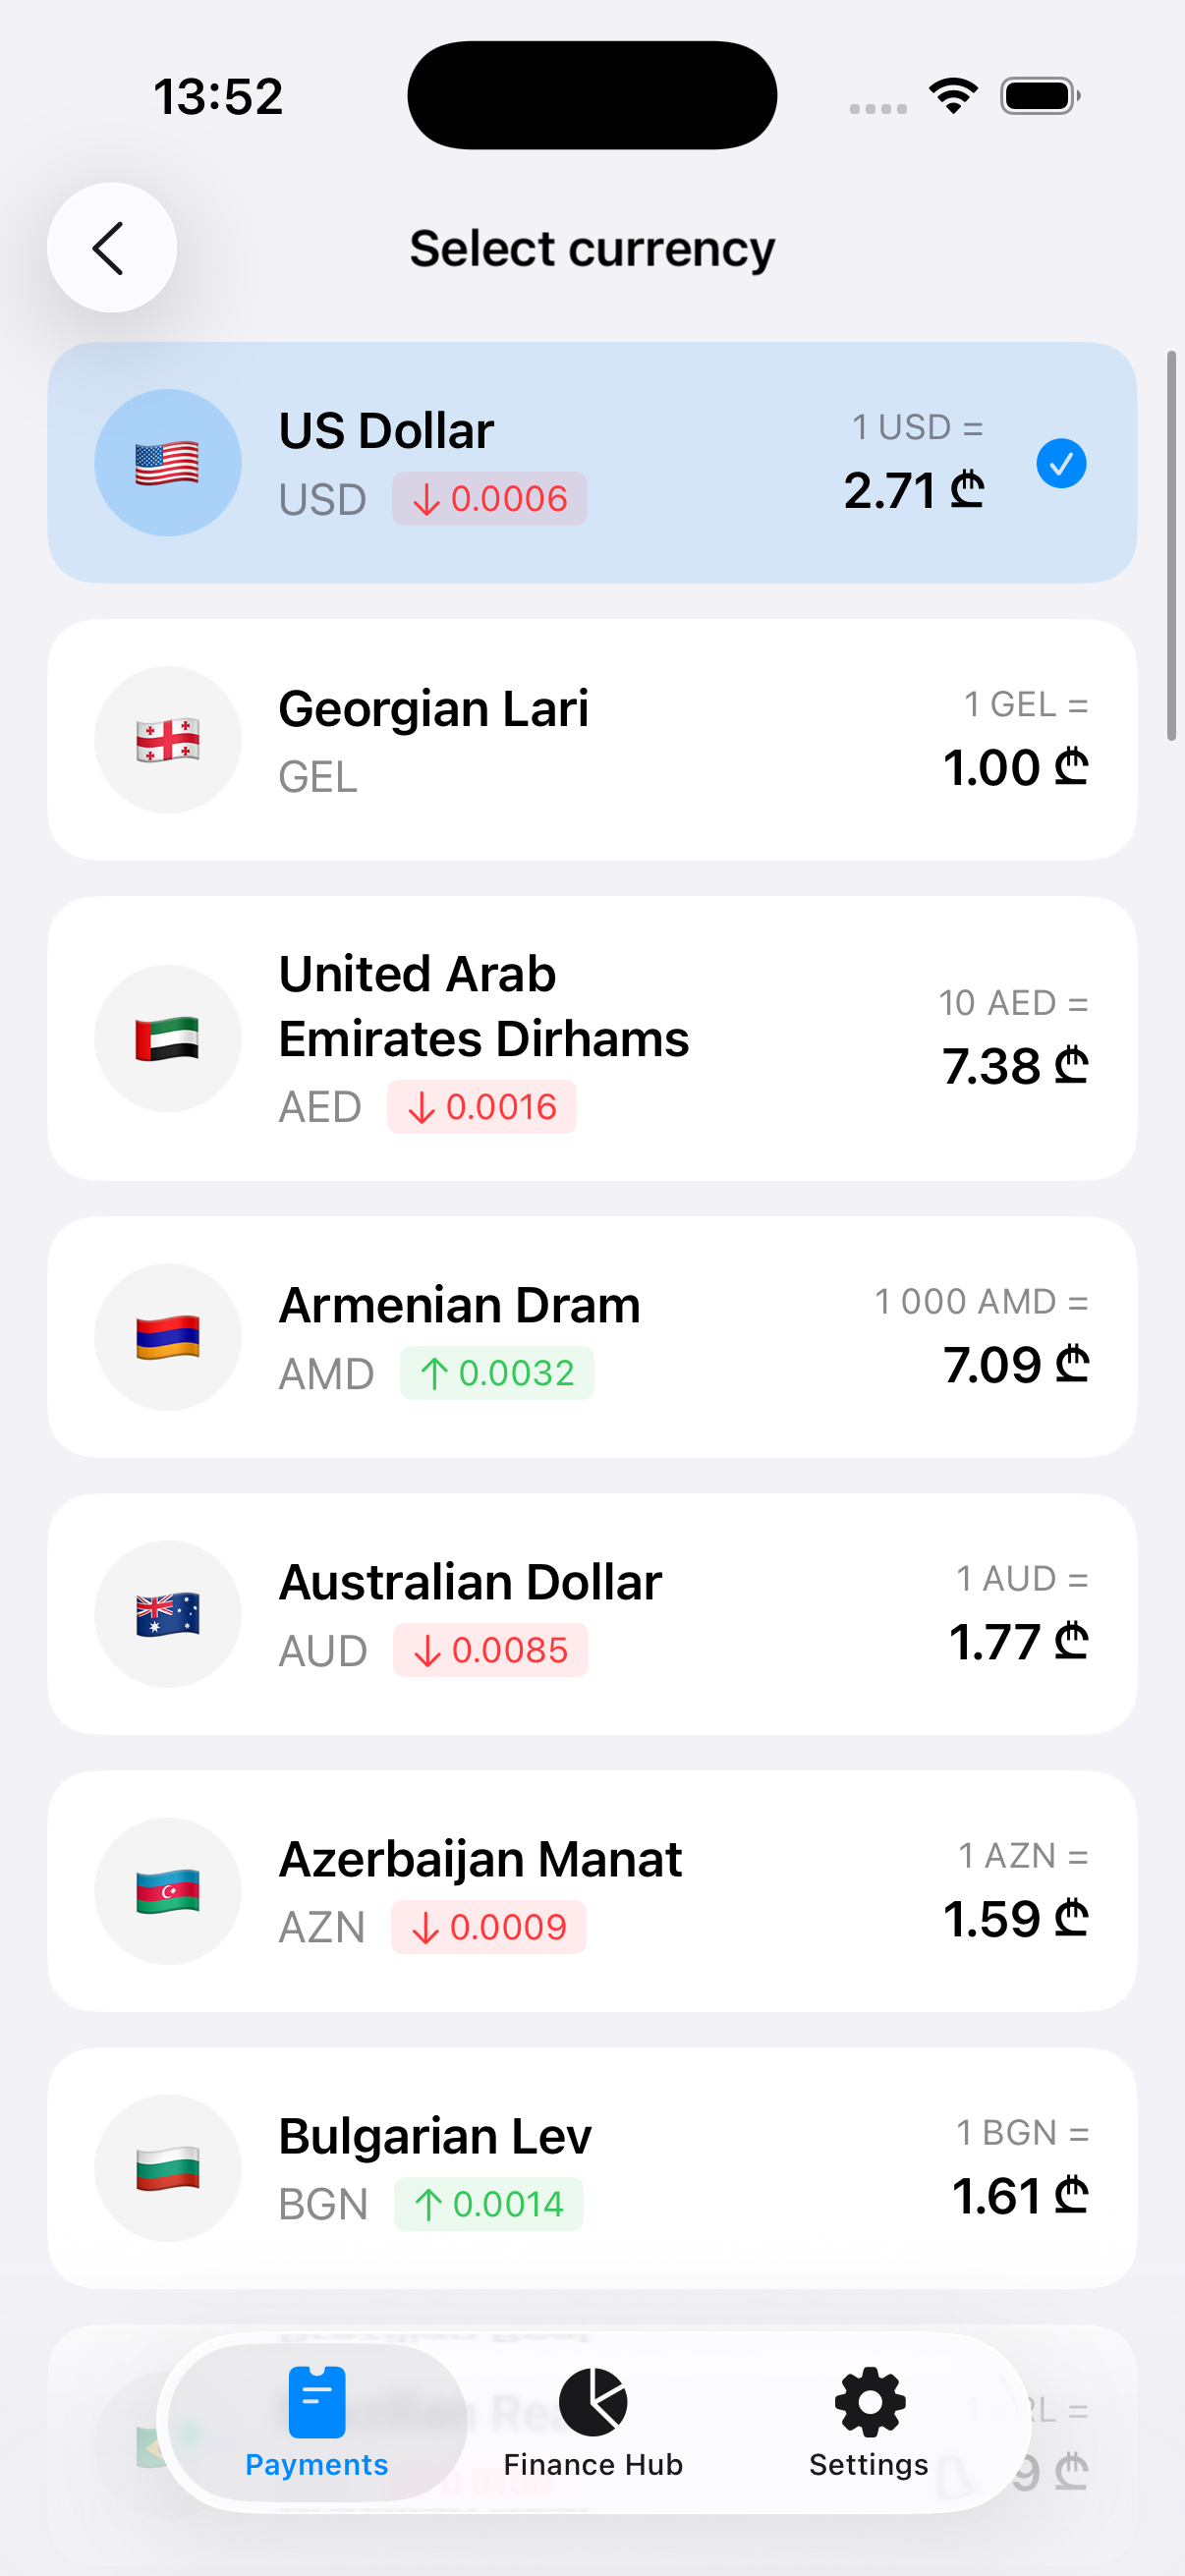 13:52
Select currency
US Dollar
1 USD =
USD ↓ 0.0006
2.71 ₾
Georgian Lari
1 GEL =
GEL
1.00 ₾
United Arab
Emirates Dirhams
10 AED =
7.38 ₾
AED ↓ 0.0016
Armenian Dram
1 000 AMD =
AMD ↑ 0.0032
7.09 ₾
Australian Dollar
1 AUD =
AUD ↓ 0.0085
1.77 ₾
Azerbaijan Manat
1 AZN =
AZN ↓ 0.0009
1.59 ₾
Bulgarian Lev
1 BGN =
BGN ↑ 0.0014
1.61 ₾
Payments
Finance Hub
Settings